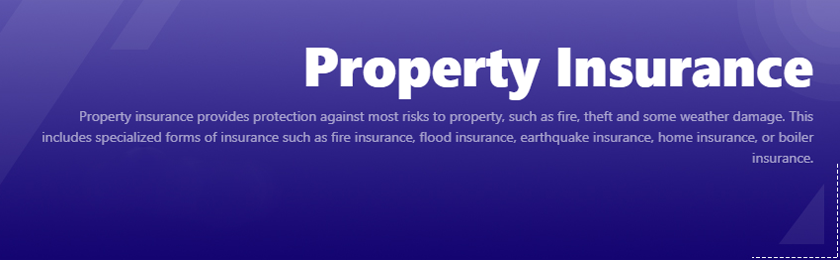 Property Insurance
Property insurance provides protection against most risks to property, such as fire, theft and some weather damage. This
includes specialized forms of insurance such as fire insurance, flood insurance, earthquake insurance, home insurance, or boiler
insurance.